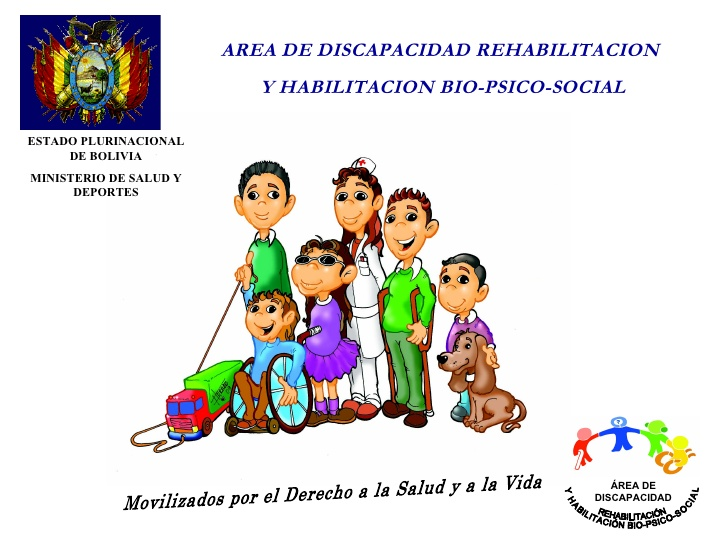 AREA DE DISCAPACIDAD REHABILITACION
Y HABILITACION BIO-PSICO-SOCIAL
ESTADO PLURINACIONAL
DE BOLIVIA
MINISTERIO DE SALUD Y
DEPORTES
Movilizados por el Derecho a la Salud y a la Vida
ÁREA DE
DISCAPACIDAD
REHABILITACIÓN
Y HABILITACIÓN BIO-PSICO-SOCIAL